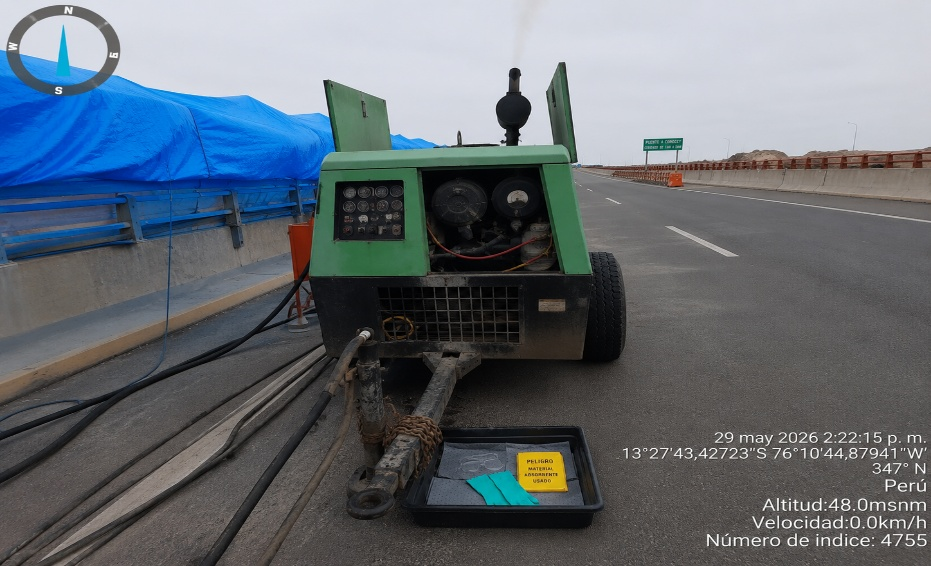 N
W
S
PELIGRO
MATERIAL
ABSORBENTE
USADO
29 may 2026 2:22:15 p. m.
13°27'43,42723"S 76°10'44,87941"W
347° N
Perú
Altitud:48.0msnm
Velocidad:0.0km/h
Número de indice: 4755